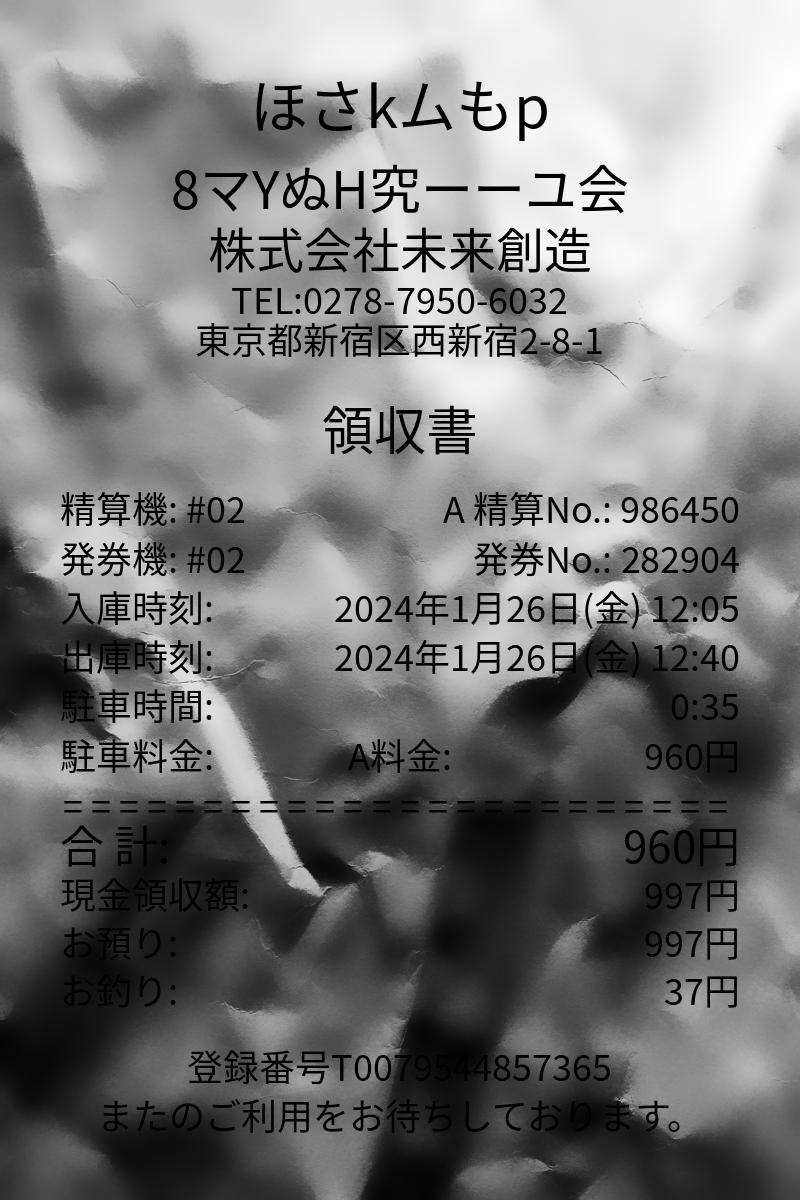 ほさkムもp
8マYぬH究ーーユ会
株式会社未来創造
TEL:0278-7950-6032
東京都新宿区西新宿2-8-1
領収書
精算機: #02 A 精算No.: 986450
発券機: #02 発券No.: 282904
入庫時刻: 2024年1月26日(金) 12:05
出庫時刻: 2024年1月26日(金) 12:40
駐車時間: 0:35
駐車料金: A料金: 960円
========================
合 計: 960円
現金領収額: 997円
お預り: 997円
お釣り: 37円
登録番号T0079544857365
またのご利用をお待ちしております。